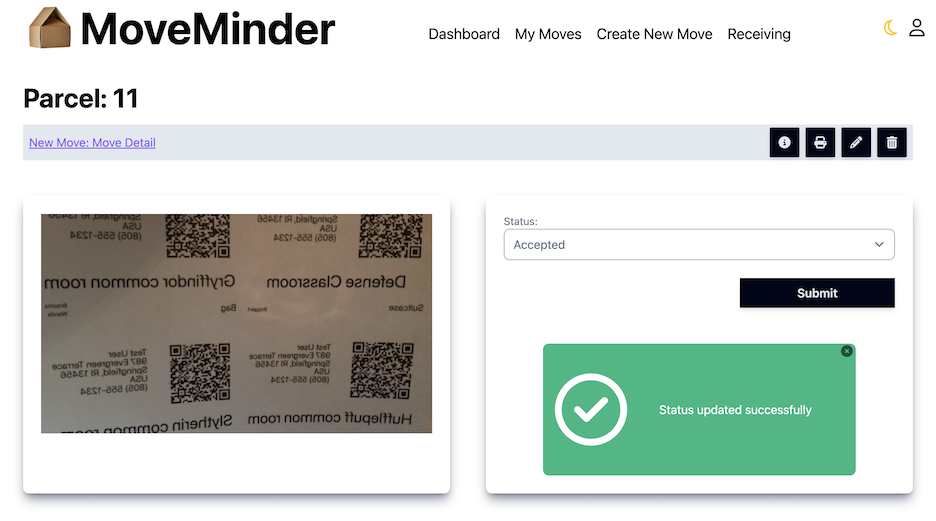 MoveMinder
Dashboard My Moves Create New Move Receiving
Parcel: 11
New Move: Move Detail
Springfield, RI 13456
USA
(805) 555-1234
Springfield, RI 13456
USA
(805) 555-1234
Gryffindor common room
Defense Classroom
Brooms
Wands
Bag
Boggart
Suitcase
Test User
987 Evergreen Terrace
Springfield, RI 13456
USA
(805) 555-1234
Test User
987 Evergreen Terrace
Springfield, RI 13456
USA
(805) 555-1234
Slytherin common room
Hufflepuff common room
Status:
Accepted
Submit
Status updated successfully